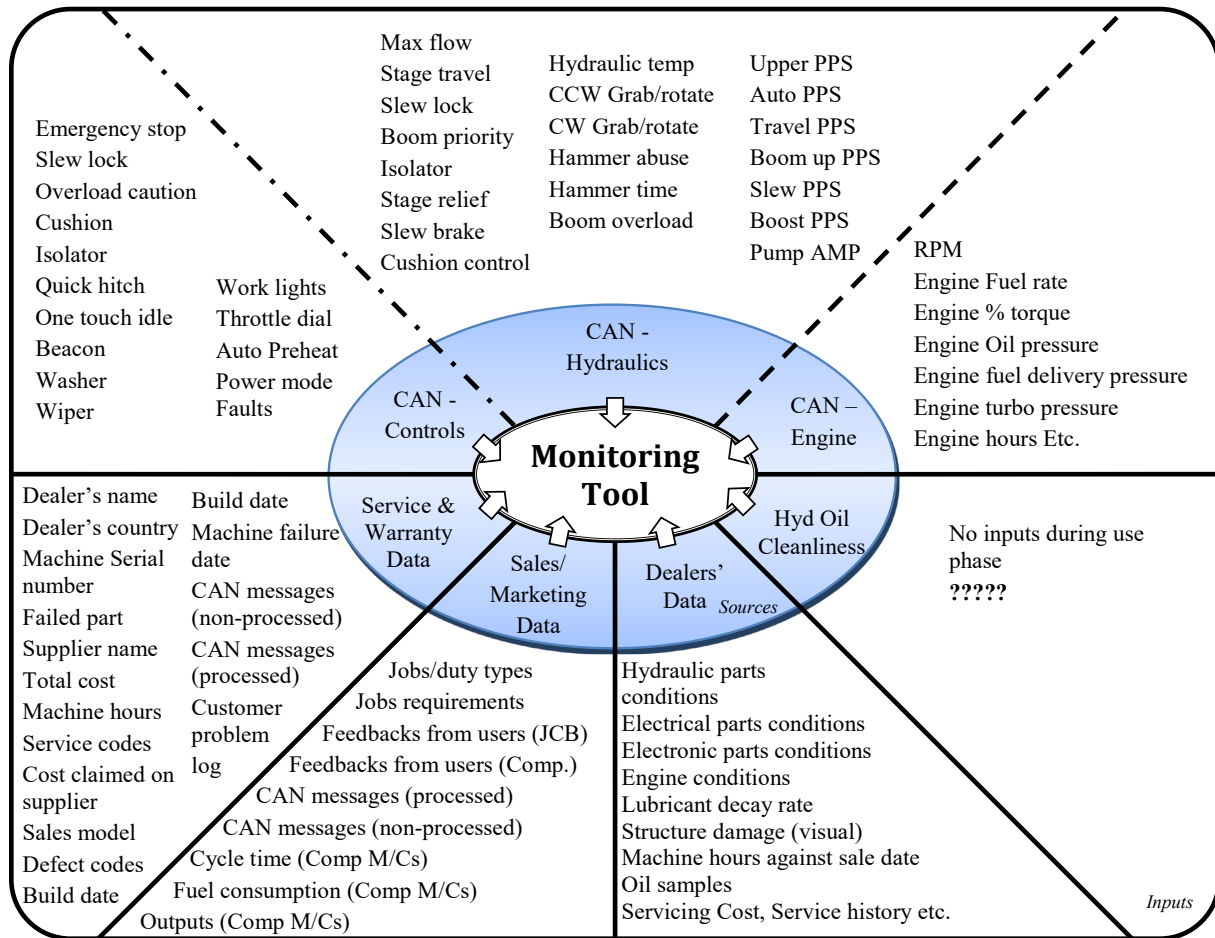 Emergency stop
Slew lock
Overload caution
Cushion
Isolator
Quick hitch
One touch idle
Beacon
Washer
Wiper
Work lights
Throttle dial
Auto Preheat
Power mode
Faults
Max flow
Stage travel
Slew lock
Boom priority
Isolator
Stage relief
Slew brake
Cushion control
Hydraulic temp
CCW Grab/rotate
CW Grab/rotate
Hammer abuse
Hammer time
Boom overload
Upper PPS
Auto PPS
Travel PPS
Boom up PPS
Slew PPS
Boost PPS
Pump AMP
RPM
Engine Fuel rate
Engine % torque
Engine Oil pressure
Engine fuel delivery pressure
Engine turbo pressure
Engine hours Etc.
CAN -
Controls
CAN -
Hydraulics
CAN –
Engine
Monitoring
Tool
Service &
Warranty
Data
Sales/
Marketing
Data
Dealers’
Data
Sources
Hyd Oil
Cleanliness
Dealer’s name
Dealer’s country
Machine Serial
number
Failed part
Supplier name
Total cost
Machine hours
Service codes
Cost claimed on
supplier
Sales model
Defect codes
Build date
Build date
Machine failure
date
CAN messages
(non-processed)
CAN messages
(processed)
Customer
problem
log
Jobs/duty types
Jobs requirements
Feedbacks from users (JCB)
Feedbacks from users (Comp.)
CAN messages (processed)
CAN messages (non-processed)
Cycle time (Comp M/Cs)
Fuel consumption (Comp M/Cs)
Outputs (Comp M/Cs)
Hydraulic parts
conditions
Electrical parts conditions
Electronic parts conditions
Engine conditions
Lubricant decay rate
Structure damage (visual)
Machine hours against sale date
Oil samples
Servicing Cost, Service history etc.
No inputs during use
phase
?????
Inputs